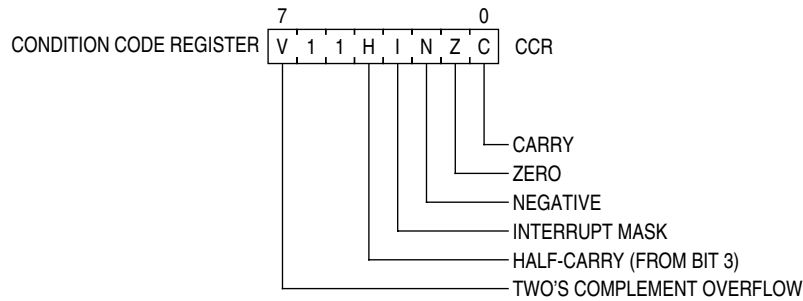 7 0
CONDITION CODE REGISTER V 1 1 H I N Z C CCR
CARRY
ZERO
NEGATIVE
INTERRUPT MASK
HALF-CARRY (FROM BIT 3)
TWO'S COMPLEMENT OVERFLOW